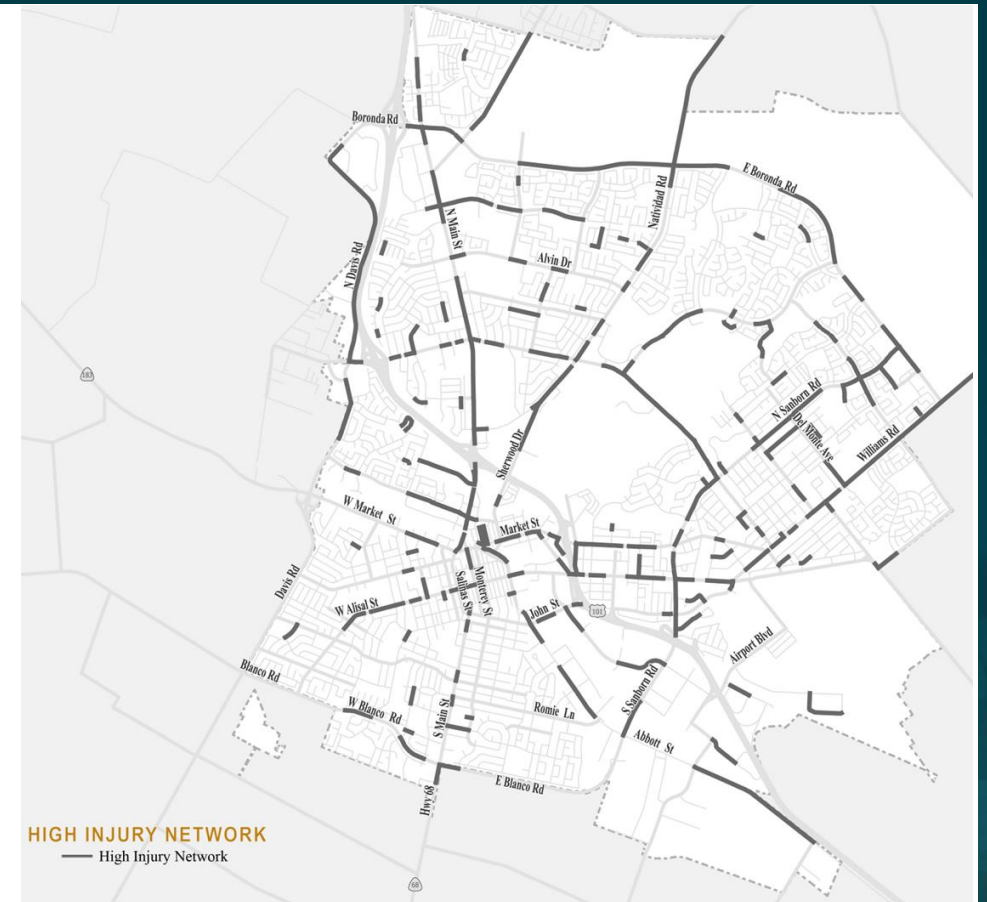 Boronda Rd
E Boronda Rd
Natividad Rd
N Main St
N Davis Rd
Alvin Dr
183
N Sanborn Rd
Del Monte Ave
Williams Rd
Sherwood Dr
W Market St
Market St
Davis Rd
Salinas St
Monterey St
W Alisal St
John St
101
Airport Blvd
Blanco Rd
S Sanborn Rd
W Blanco Rd
S Main St
Romie Ln
Abbott St
E Blanco Rd
Hwy 68
HIGH INJURY NETWORK
High Injury Network
68